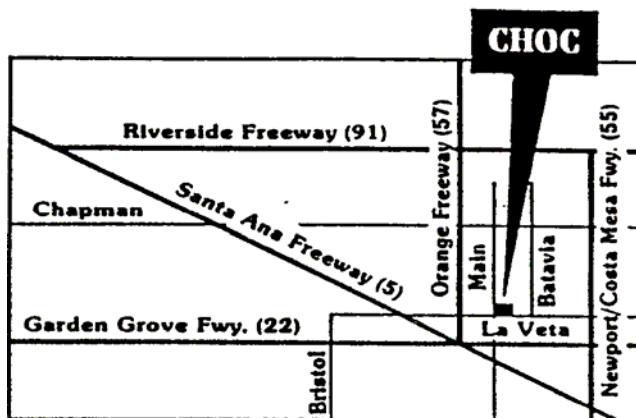 CHOC
Riverside Freeway (91)
Orange Freeway (57)
Newport/Costa Mesa Fwy. (55)
Santa Ana Freeway (5)
Chapman
Main
Batavia
Garden Grove Fwy. (22)
La Veta
Bristol